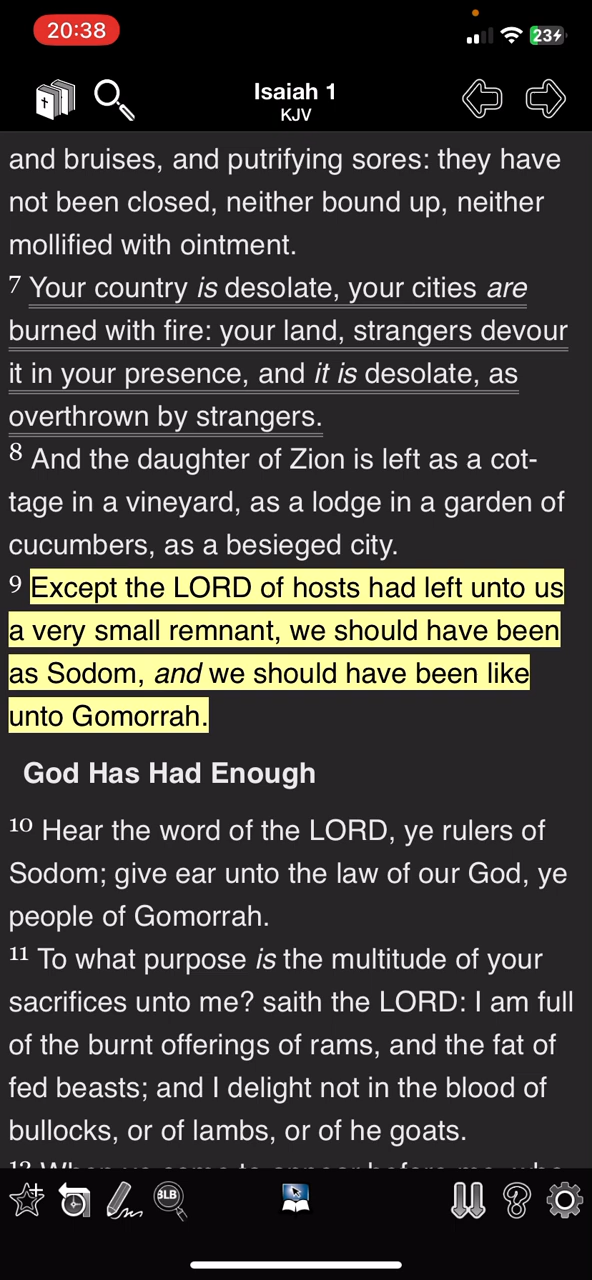 20:38
23
Isaiah 1
KJV
and bruises, and putrifying sores: they have
not been closed, neither bound up, neither
mollified with ointment.
7 Your country is desolate, your cities are
burned with fire: your land, strangers devour
it in your presence, and it is desolate, as
overthrown by strangers.
8 And the daughter of Zion is left as a cot-
tage in a vineyard, as a lodge in a garden of
cucumbers, as a besieged city.
9 Except the LORD of hosts had left unto us
a very small remnant, we should have been
as Sodom, and we should have been like
unto Gomorrah.
God Has Had Enough
10 Hear the word of the LORD, ye rulers of
Sodom; give ear unto the law of our God, ye
people of Gomorrah.
11 To what purpose is the multitude of your
sacrifices unto me? saith the LORD: I am full
of the burnt offerings of rams, and the fat of
fed beasts; and I delight not in the blood of
bullocks, or of lambs, or of he goats.
BLB